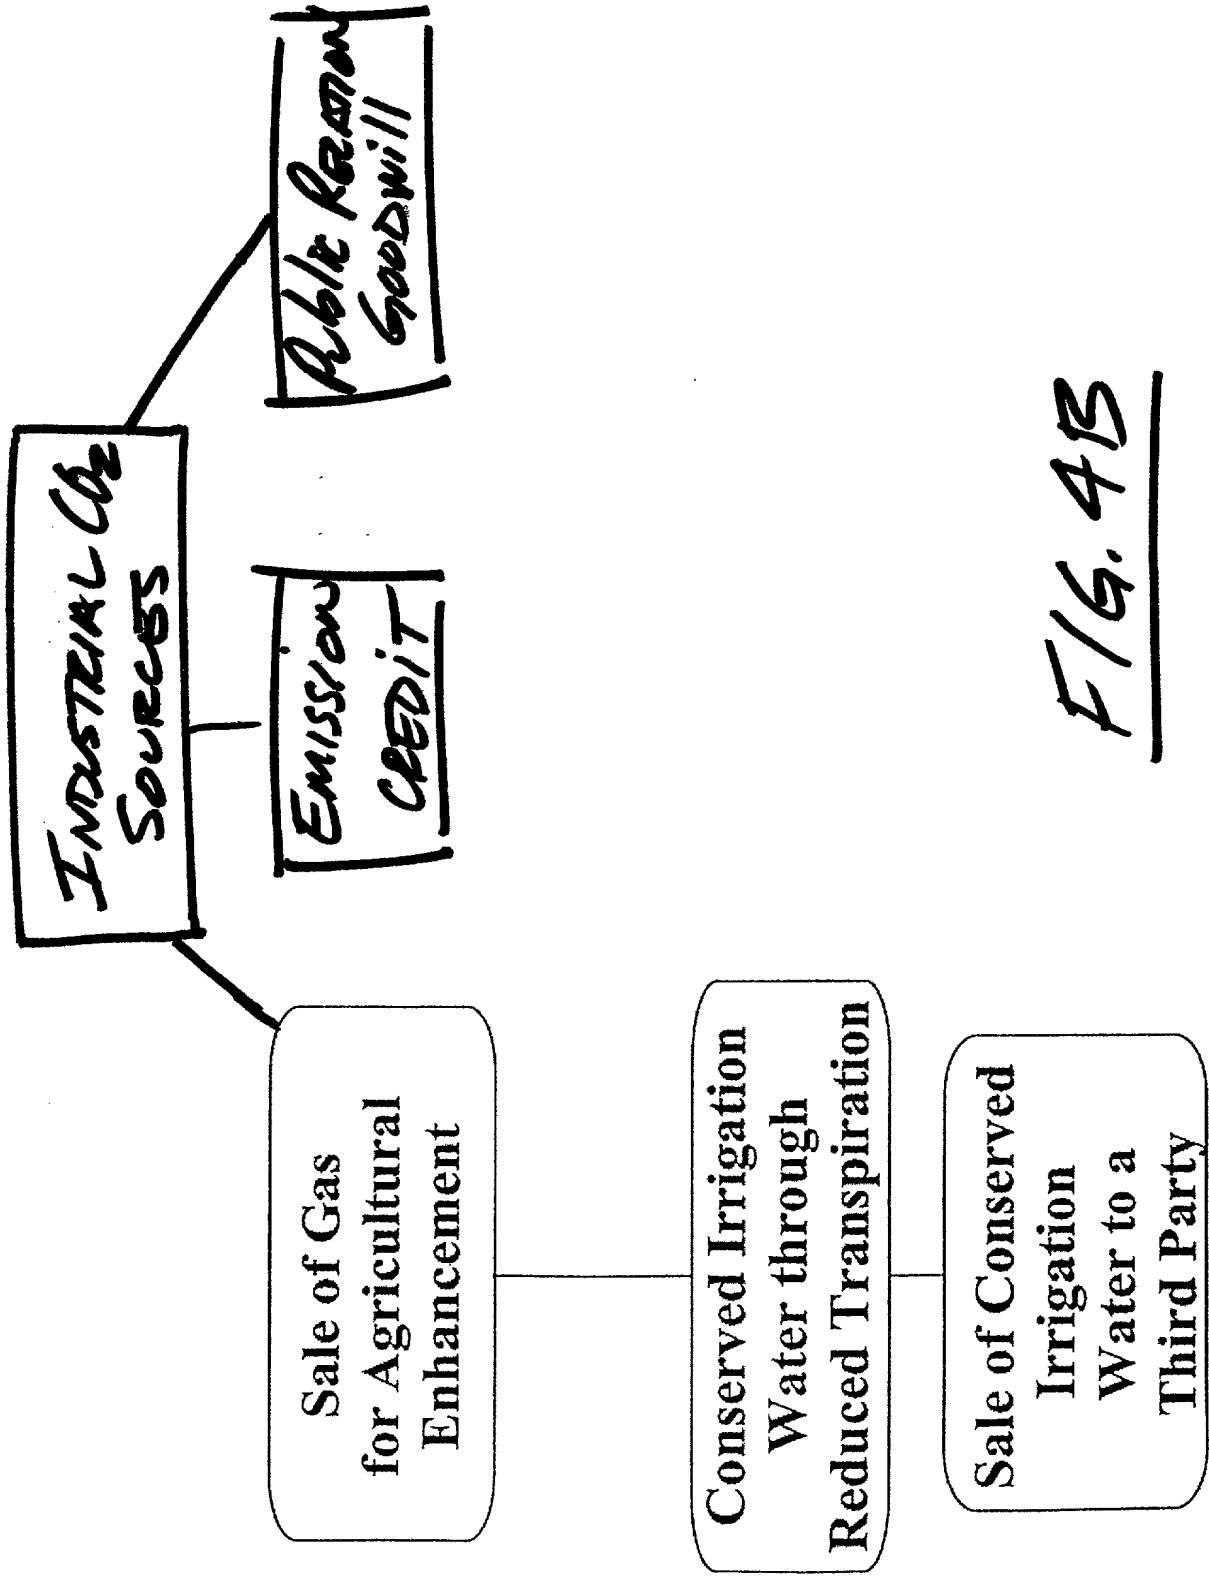 INDUSTRIAL CO2
SOURCES
Sale of Gas
for Agricultural
Enhancement
EMISSION
CREDIT
Public RELATION
GOODWill
Conserved Irrigation
Water through
Reduced Transpiration
Sale of Conserved
Irrigation
Water to a
Third Party
FIG. 4B